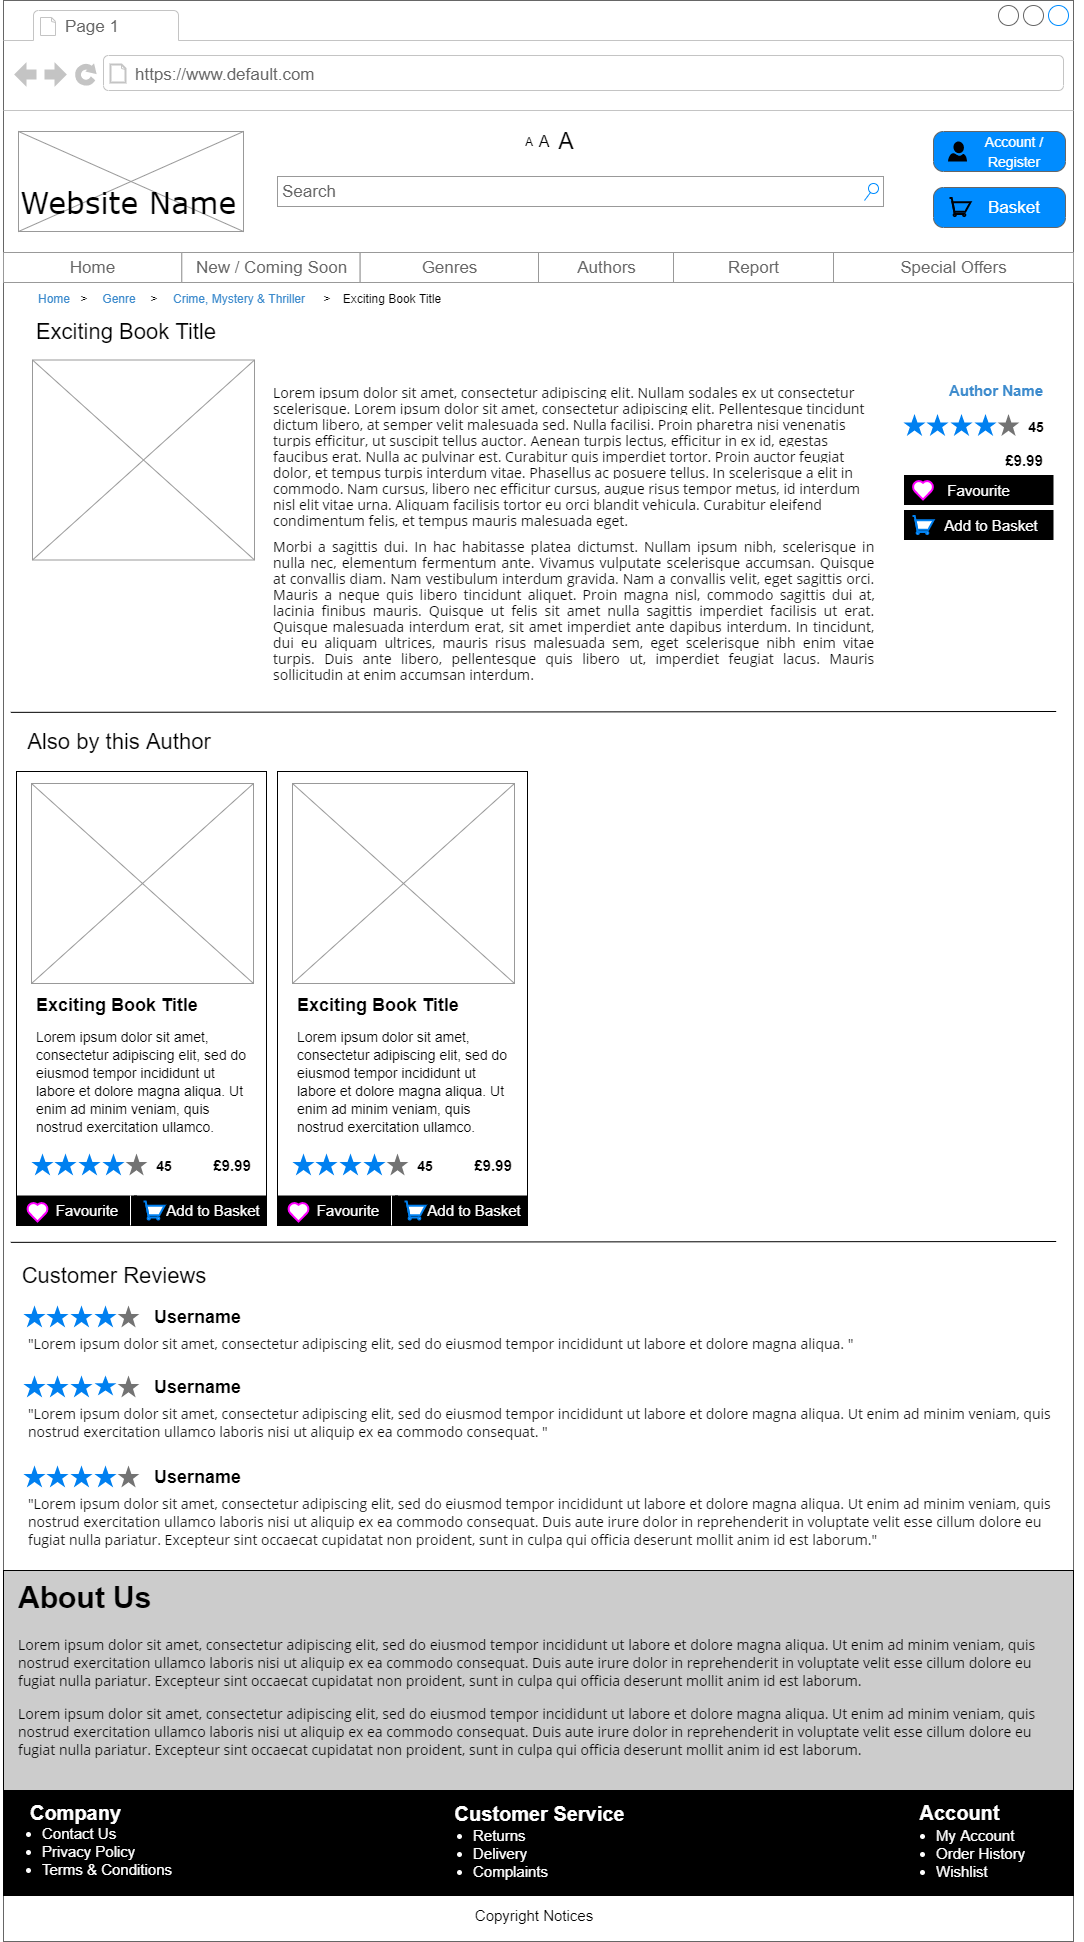 Page 1
https://www.default.com
A A A
Account /
Register
Website Name
Search
Basket
Home New / Coming Soon Genres Authors Report Special Offers
Home > Genre > Crime, Mystery & Thriller > Exciting Book Title
Exciting Book Title
Lorem ipsum dolor sit amet, consectetur adipiscing elit. Nullam sodales ex ut consectetur
scelerisque. Lorem ipsum dolor sit amet, consectetur adipiscing elit. Pellentesque tincidunt
dictum libero, at semper velit malesuada sed. Nulla facilisi. Proin pharetra nisi venenatis
turpis efficitur, ut suscipit tellus auctor. Aenean turpis lectus, efficitur in ex id, egestas
faucibus erat. Nulla ac pulvinar est. Curabitur quis imperdiet tortor. Proin auctor feugiat
dolor, et tempus turpis interdum vitae. Phasellus ac posuere tellus. In scelerisque a elit in
commodo. Nam cursus, libero nec efficitur cursus, augue risus tempor metus, id interdum
nisl elit vitae urna. Aliquam facilisis tortor eu orci blandit vehicula. Curabitur eleifend
condimentum felis, et tempus mauris malesuada eget.
Morbi a sagittis dui. In hac habitasse platea dictumst. Nullam ipsum nibh, scelerisque in
nulla nec, elementum fermentum ante. Vivamus vulputate scelerisque accumsan. Quisque
at convallis diam. Nam vestibulum interdum gravida. Nam a convallis velit, eget sagittis orci.
Mauris a neque quis libero tincidunt aliquet. Proin magna nisl, commodo sagittis dui at,
lacinia finibus mauris. Quisque ut felis sit amet nulla sagittis imperdiet facilisis ut erat.
Quisque malesuada interdum erat, sit amet imperdiet ante dapibus interdum. In tincidunt,
dui eu aliquam ultrices, mauris risus malesuada sem, eget scelerisque nibh enim vitae
turpis. Duis ante libero, pellentesque quis libero ut, imperdiet feugiat lacus. Mauris
sollicitudin at enim accumsan interdum.
Author Name
45
£9.99
Favourite
Add to Basket
Also by this Author
Exciting Book Title
Lorem ipsum dolor sit amet,
consectetur adipiscing elit, sed do
eiusmod tempor incididunt ut
labore et dolore magna aliqua. Ut
enim ad minim veniam, quis
nostrud exercitation ullamco.
45 £9.99
Favourite Add to Basket
Exciting Book Title
Lorem ipsum dolor sit amet,
consectetur adipiscing elit, sed do
eiusmod tempor incididunt ut
labore et dolore magna aliqua. Ut
enim ad minim veniam, quis
nostrud exercitation ullamco.
45 £9.99
Favourite Add to Basket
Customer Reviews
Username
"Lorem ipsum dolor sit amet, consectetur adipiscing elit, sed do eiusmod tempor incididunt ut labore et dolore magna aliqua. "
Username
"Lorem ipsum dolor sit amet, consectetur adipiscing elit, sed do eiusmod tempor incididunt ut labore et dolore magna aliqua. Ut enim ad minim veniam, quis
nostrud exercitation ullamco laboris nisi ut aliquip ex ea commodo consequat. "
Username
"Lorem ipsum dolor sit amet, consectetur adipiscing elit, sed do eiusmod tempor incididunt ut labore et dolore magna aliqua. Ut enim ad minim veniam, quis
nostrud exercitation ullamco laboris nisi ut aliquip ex ea commodo consequat. Duis aute irure dolor in reprehenderit in voluptate velit esse cillum dolore eu
fugiat nulla pariatur. Excepteur sint occaecat cupidatat non proident, sunt in culpa qui officia deserunt mollit anim id est laborum."
About Us
Lorem ipsum dolor sit amet, consectetur adipiscing elit, sed do eiusmod tempor incididunt ut labore et dolore magna aliqua. Ut enim ad minim veniam, quis
nostrud exercitation ullamco laboris nisi ut aliquip ex ea commodo consequat. Duis aute irure dolor in reprehenderit in voluptate velit esse cillum dolore eu
fugiat nulla pariatur. Excepteur sint occaecat cupidatat non proident, sunt in culpa qui officia deserunt mollit anim id est laborum.
Lorem ipsum dolor sit amet, consectetur adipiscing elit, sed do eiusmod tempor incididunt ut labore et dolore magna aliqua. Ut enim ad minim veniam, quis
nostrud exercitation ullamco laboris nisi ut aliquip ex ea commodo consequat. Duis aute irure dolor in reprehenderit in voluptate velit esse cillum dolore eu
fugiat nulla pariatur. Excepteur sint occaecat cupidatat non proident, sunt in culpa qui officia deserunt mollit anim id est laborum.
Company
• Contact Us
• Privacy Policy
• Terms & Conditions
Customer Service
• Returns
• Delivery
• Complaints
Account
• My Account
• Order History
• Wishlist
Copyright Notices